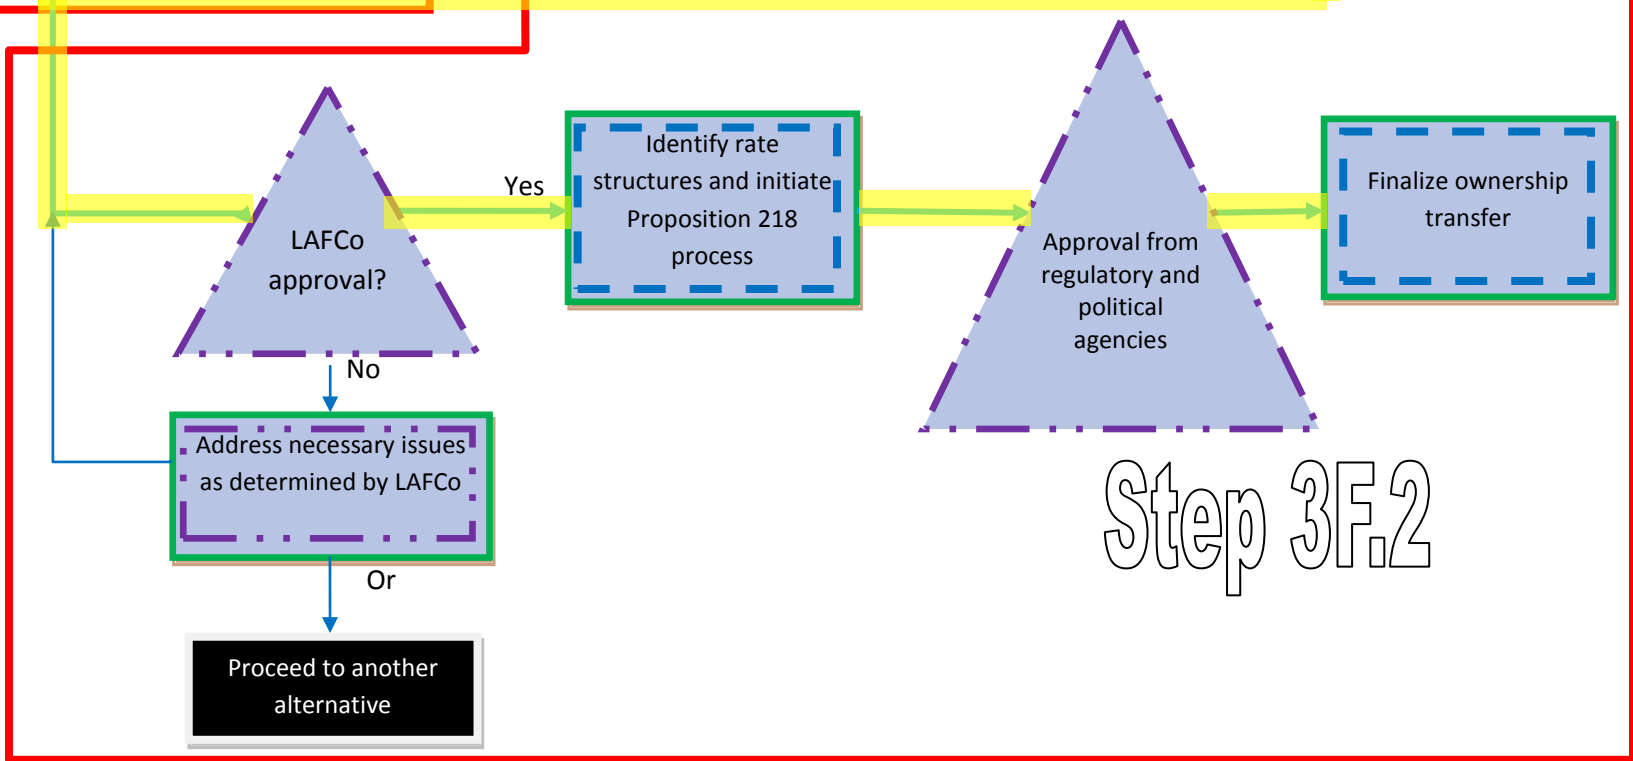 LAFCo
approval?
Yes
Identify rate
structures and initiate
Proposition 218
process
Approval from
regulatory and
political
agencies
Finalize ownership
transfer
No
Address necessary issues
as determined by LAFCo
Or
Proceed to another
alternative
Step 3F.2